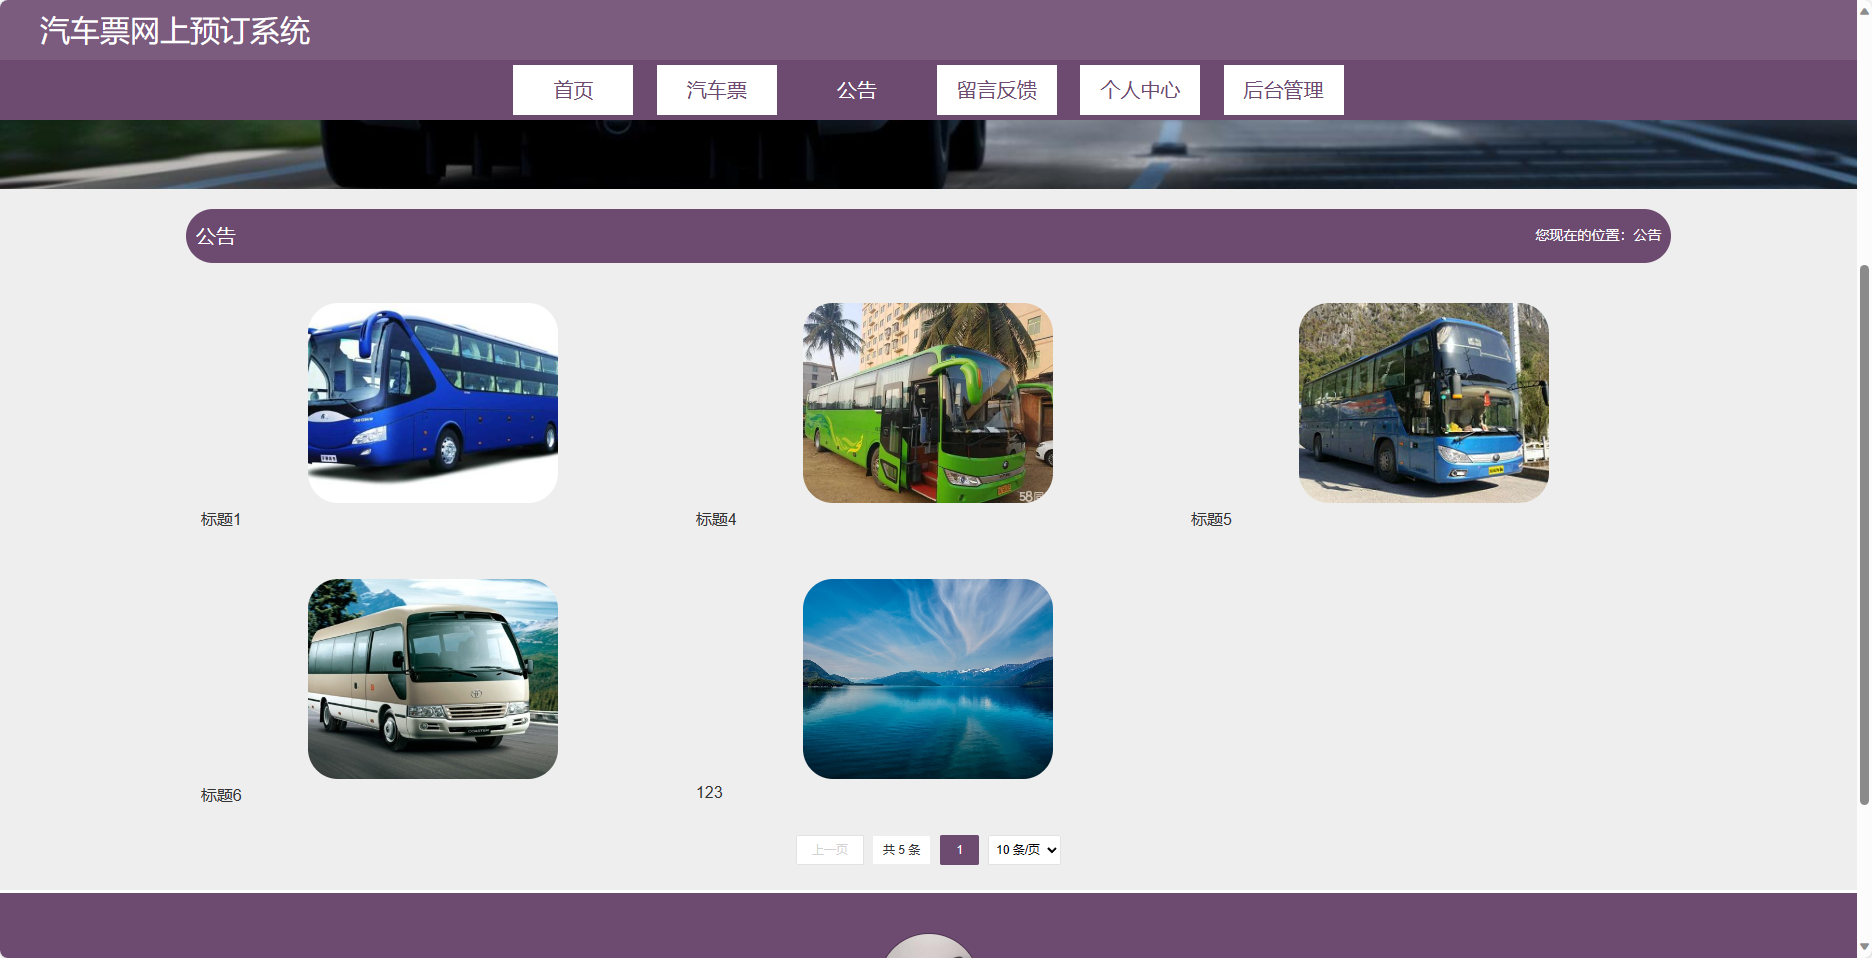 汽车票网上预订系统
首页 汽车票 公告 留言反馈 个人中心 后台管理
公告 您现在的位置：公告
58同
标题1 标题4 标题5
标题6 123
上一页 共 5 条 1 10 条/页